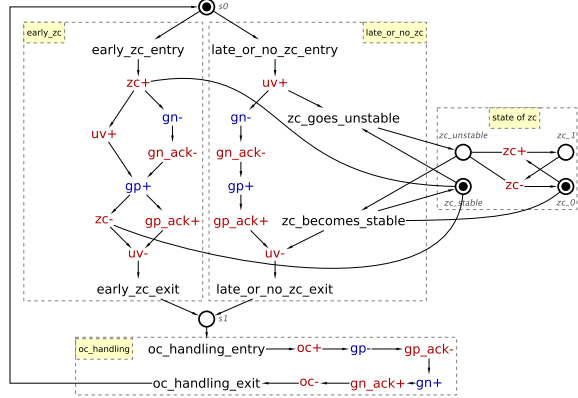 s0
early_zc
late_or_no_zc
early_zc_entry
late_or_no_zc_entry
zc+
uv+
gn-
gn-
zc_goes_unstable
state of zc
uv+
zc_unstable
zc_1
gn_ack-
gn_ack-
zc+
gp+
gp+
zc-
zc_stable
zc_0
zc-
gp_ack+
gp_ack+
zc_becomes_stable
uv-
uv-
early_zc_exit
late_or_no_zc_exit
s1
oc_handling
oc_handling_entry
oc+
gp-
gp_ack-
oc_handling_exit
oc-
gn_ack+
gn+